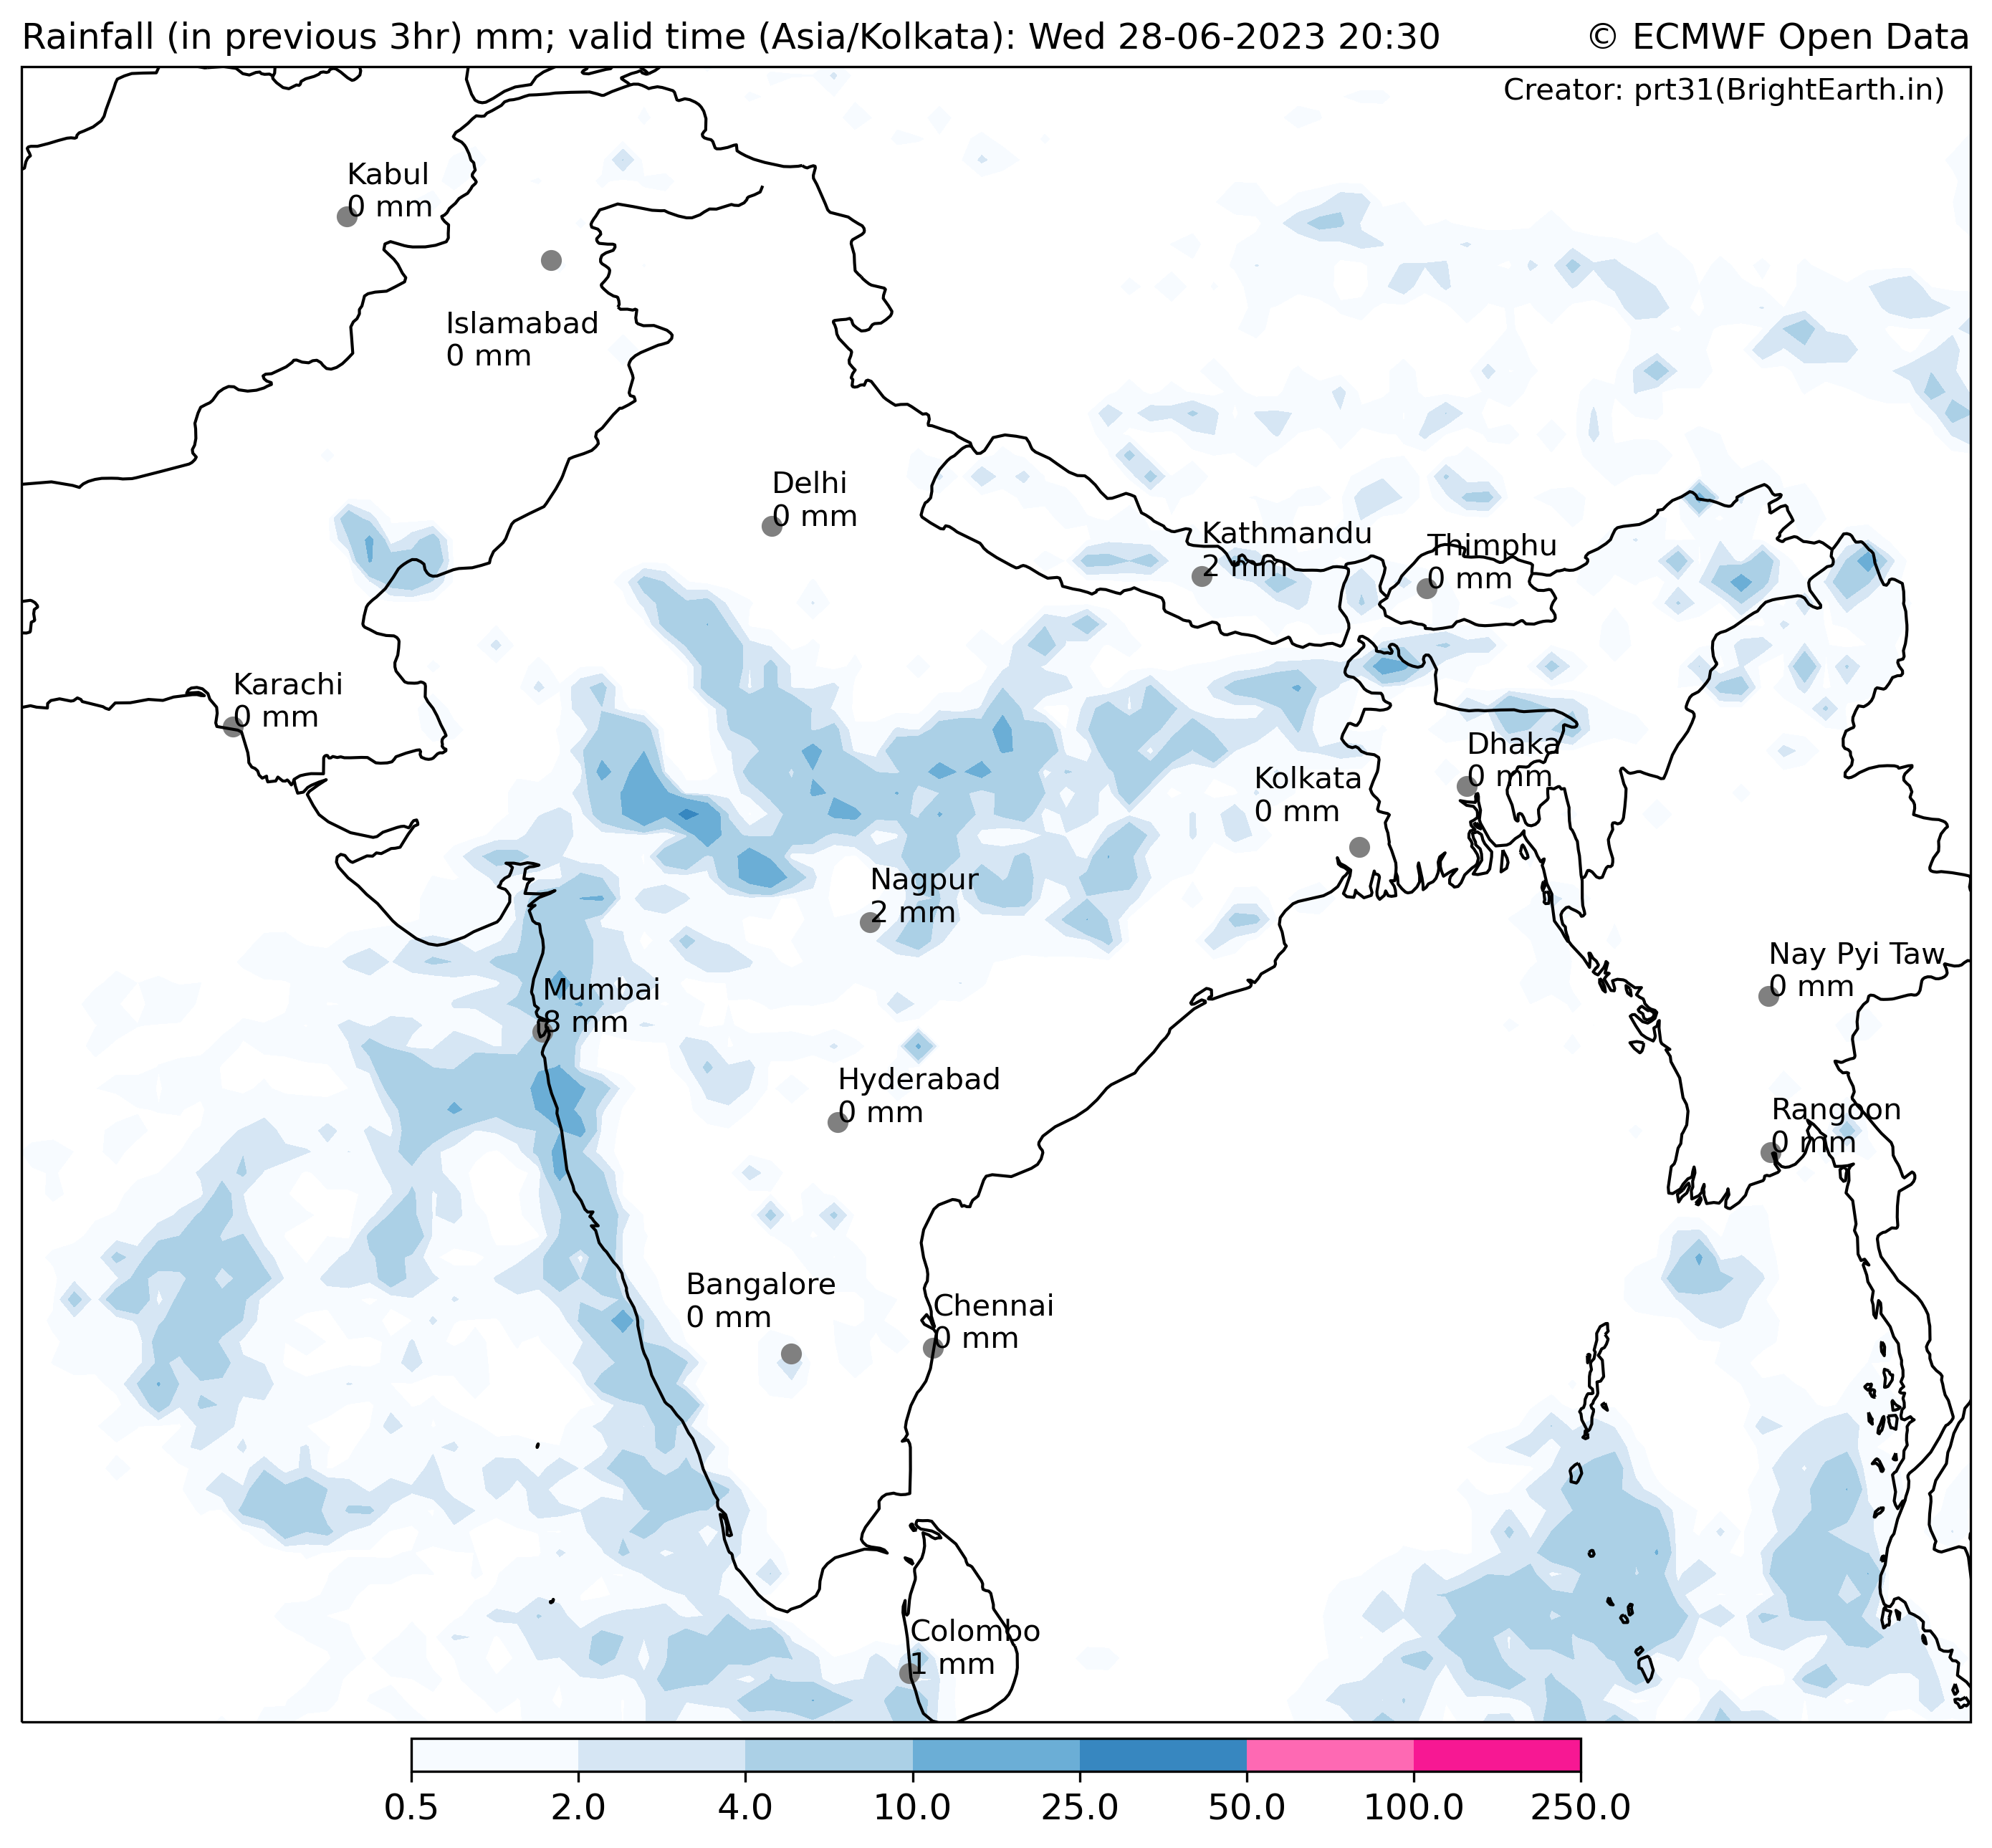 Rainfall (in previous 3hr) mm; valid time (Asia/Kolkata): Wed 28-06-2023 20:30
© ECMWF Open Data
Creator: prt31(BrightEarth.in)
Kabul
0 mm
Islamabad
0 mm
Delhi
0 mm
Kathmandu
2 mm
Thimphu
0 mm
Karachi
0 mm
Dhaka
0 mm
Kolkata
0 mm
Nagpur
2 mm
Nay Pyi Taw
0 mm
Mumbai
8 mm
Hyderabad
0 mm
Rangoon
0 mm
Bangalore
0 mm
Chennai
0 mm
Colombo
1 mm
0.5 2.0 4.0 10.0 25.0 50.0 100.0 250.0